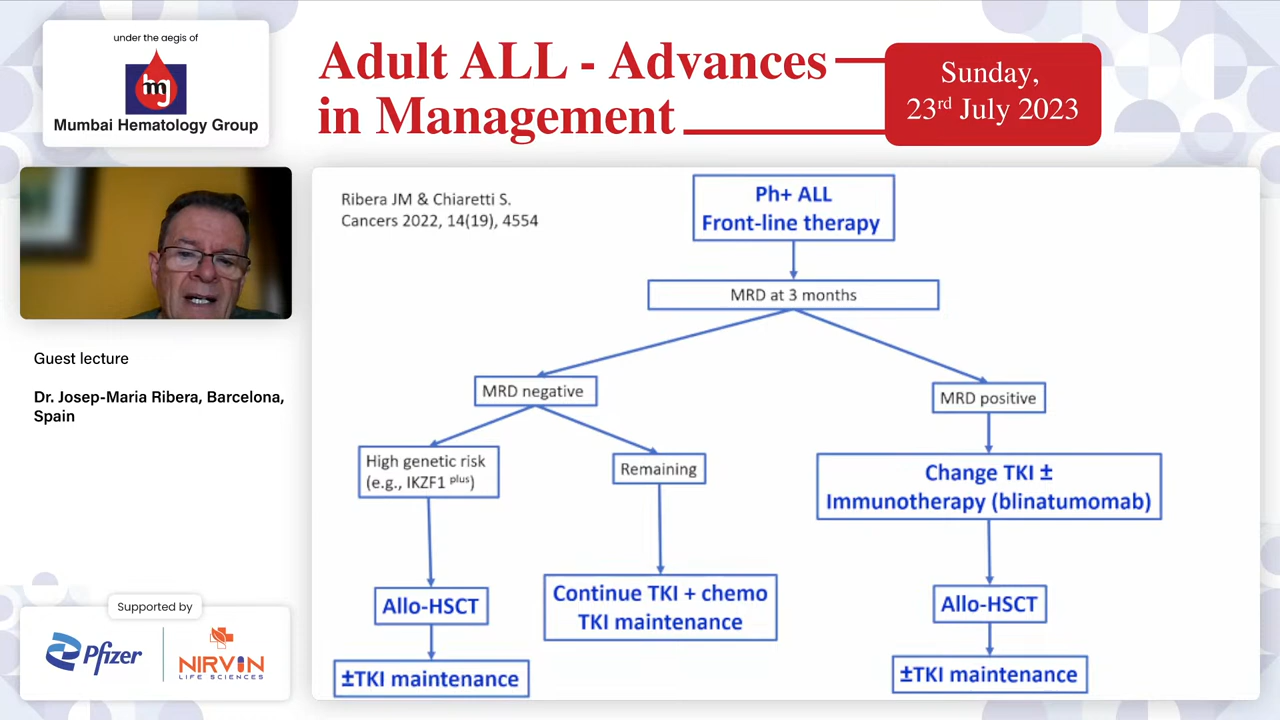 under the aegis of
mj
Mumbai Hematology Group
Adult ALL - Advances
in Management
Sunday,
23rd July 2023
Guest lecture
Dr. Josep-Maria Ribera, Barcelona,
Spain
Supported by
Pfizer
NIRVIN
LIFE SCIENCES
Ribera JM & Chiaretti S.
Cancers 2022, 14(19), 4554
Ph+ ALL
Front-line therapy
MRD at 3 months
MRD negative
MRD positive
High genetic risk
(e.g., IKZF1 plus)
Remaining
Change TKI ±
Immunotherapy (blinatumomab)
Allo-HSCT
Continue TKI + chemo
TKI maintenance
Allo-HSCT
±TKI maintenance
±TKI maintenance